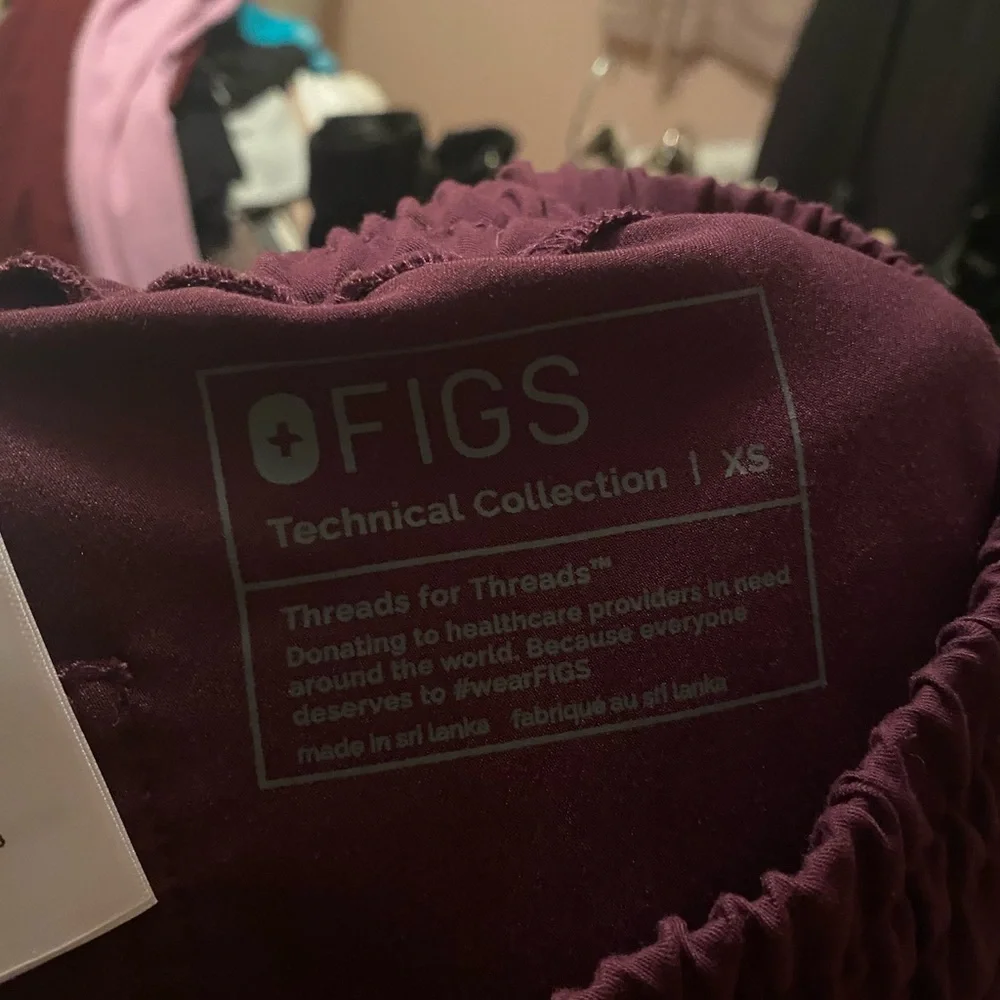 FIGS
Technical Collection | XS
Threads for Threads™
Donating to healthcare providers in need
around the world. Because everyone
deserves to #wearFIGS
made in sri lanka fabriqué au sri lanka